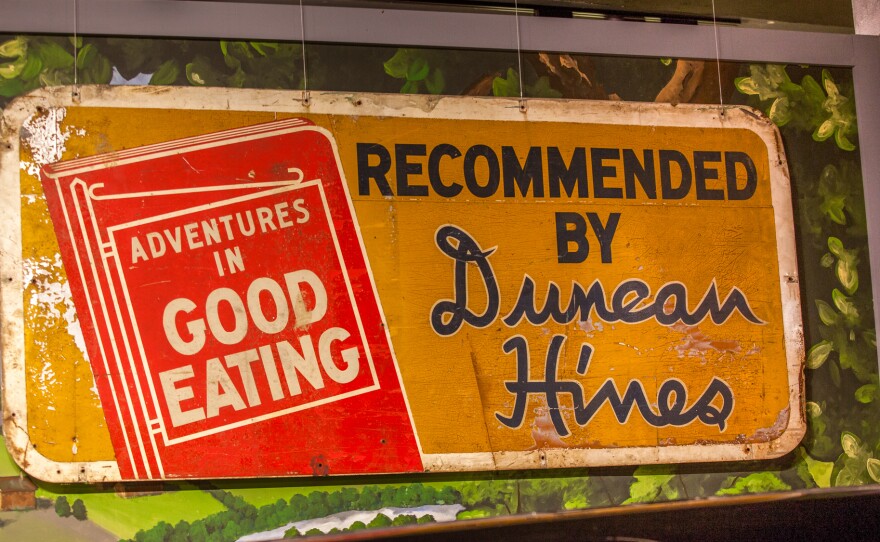 ADVENTURES
IN
GOOD
EATING
RECOMMENDED
BY
Duncan
Hines